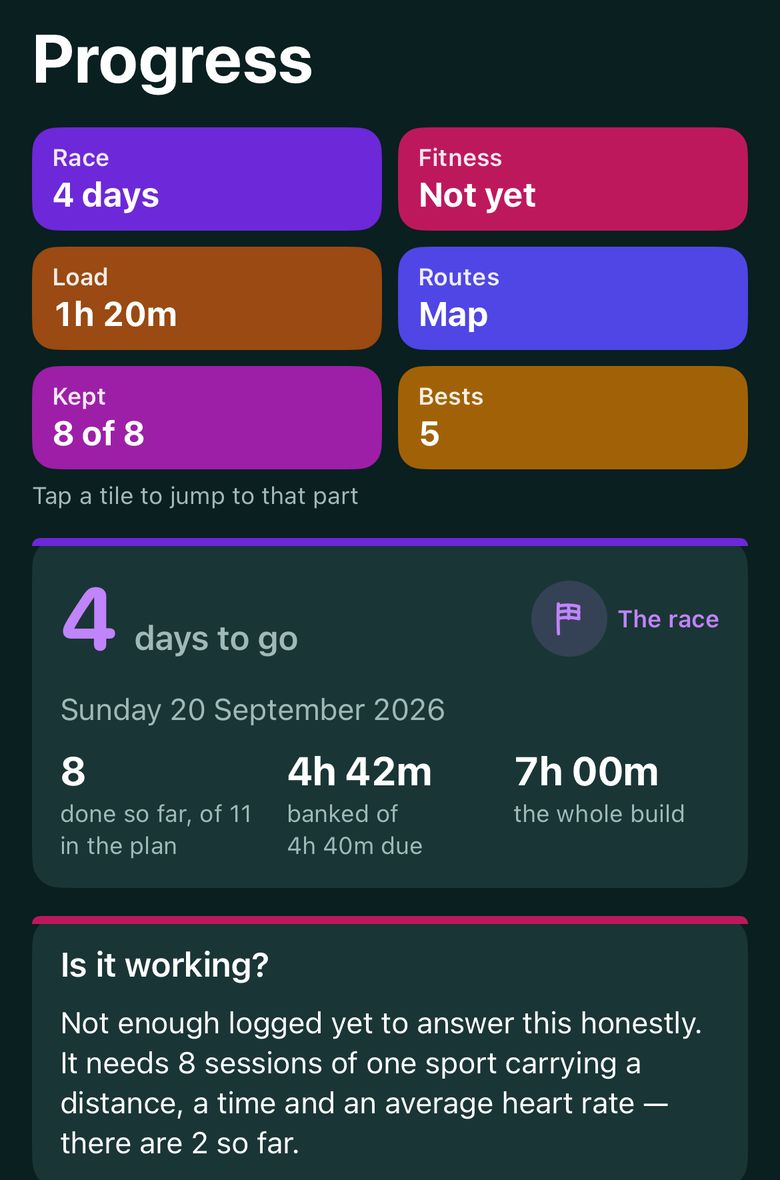 Progress
Race
4 days
Fitness
Not yet
Load
1h 20m
Routes
Map
Kept
8 of 8
Bests
5
Tap a tile to jump to that part
4 days to go
The race
Sunday 20 September 2026
8
done so far, of 11
in the plan
4h 42m
banked of
4h 40m due
7h 00m
the whole build
Is it working?
Not enough logged yet to answer this honestly.
It needs 8 sessions of one sport carrying a
distance, a time and an average heart rate —
there are 2 so far.